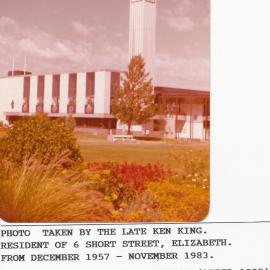 PHOTO TAKEN BY THE LATE KEN KING.
RESIDENT OF 6 SHORT STREET, ELIZABETH.
FROM DECEMBER 1957 - NOVEMBER 1983.